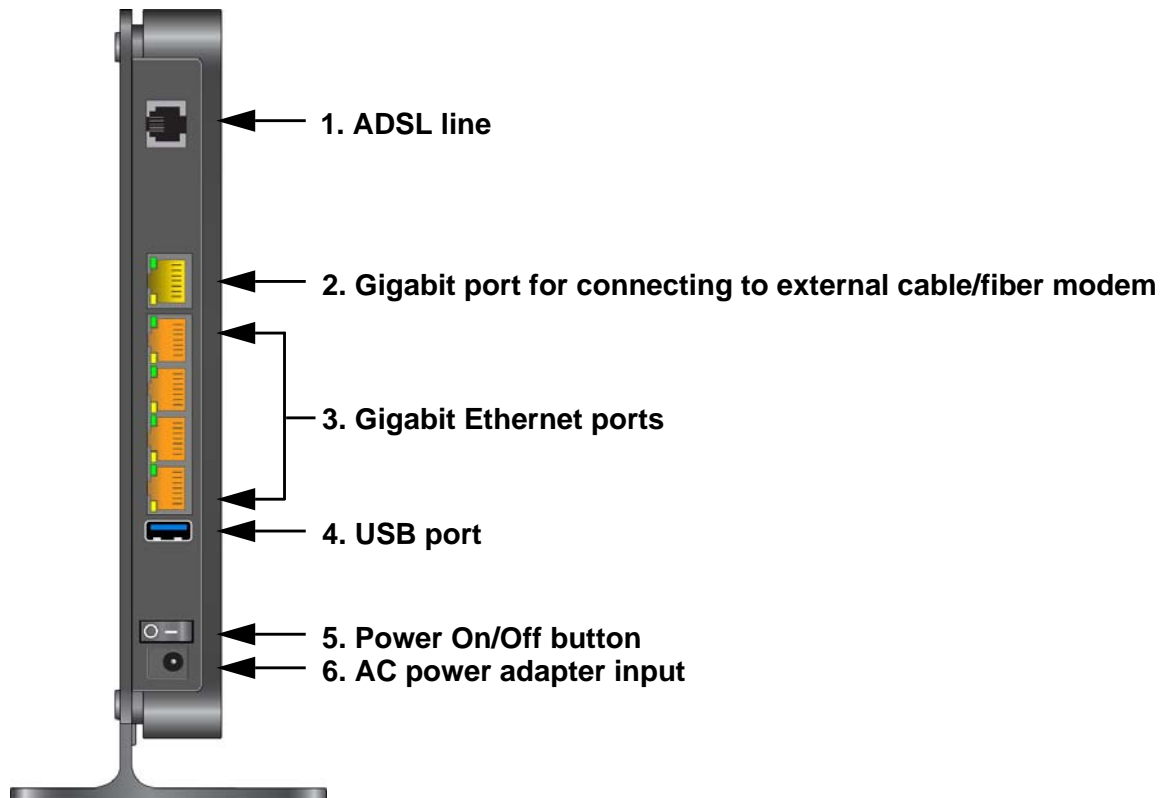 1. ADSL line
2. Gigabit port for connecting to external cable/fiber modem
3. Gigabit Ethernet ports
4. USB port
5. Power On/Off button
6. AC power adapter input